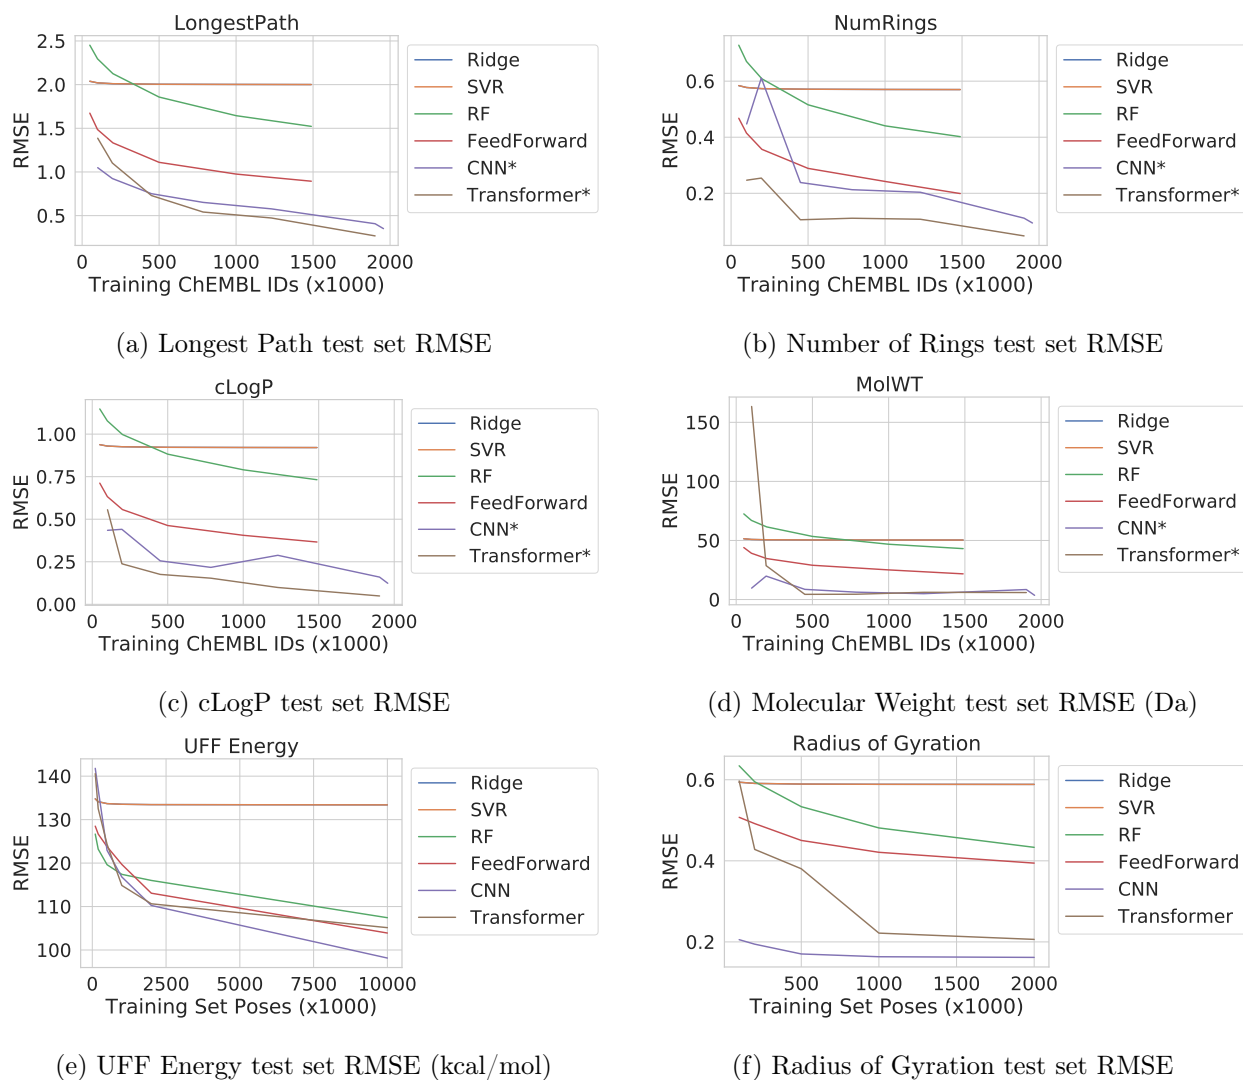 LongestPath
2.5
2.0
1.5
1.0
0.5
RMSE
0 500 1000 1500 2000
Training ChEMBL IDs (x1000)
Ridge
SVR
RF
FeedForward
CNN*
Transformer*
(a) Longest Path test set RMSE
NumRings
0.6
0.4
0.2
RMSE
0 500 1000 1500 2000
Training ChEMBL IDs (x1000)
Ridge
SVR
RF
FeedForward
CNN*
Transformer*
(b) Number of Rings test set RMSE
cLogP
1.00
0.75
0.50
0.25
0.00
RMSE
0 500 1000 1500 2000
Training ChEMBL IDs (x1000)
Ridge
SVR
RF
FeedForward
CNN*
Transformer*
(c) cLogP test set RMSE
MolWT
150
100
50
0
RMSE
0 500 1000 1500 2000
Training ChEMBL IDs (x1000)
Ridge
SVR
RF
FeedForward
CNN*
Transformer*
(d) Molecular Weight test set RMSE (Da)
UFF Energy
140
130
120
110
100
RMSE
0 2500 5000 7500 10000
Training Set Poses (x1000)
Ridge
SVR
RF
FeedForward
CNN
Transformer
(e) UFF Energy test set RMSE (kcal/mol)
Radius of Gyration
0.6
0.4
0.2
RMSE
500 1000 1500 2000
Training Set Poses (x1000)
Ridge
SVR
RF
FeedForward
CNN
Transformer
(f) Radius of Gyration test set RMSE